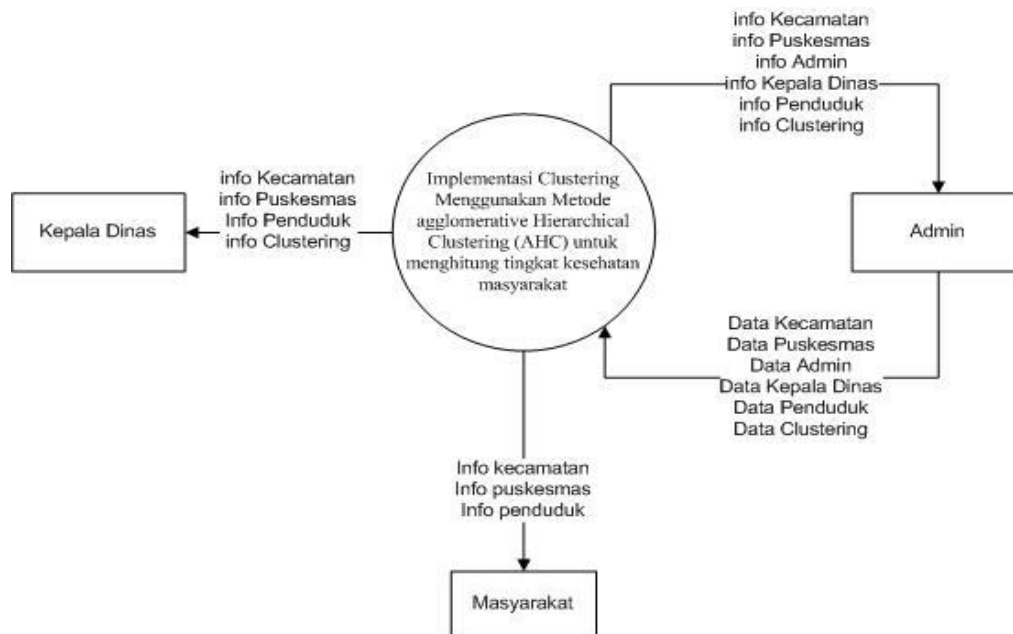 info Kecamatan
info Puskesmas
info Admin
info Kepala Dinas
info Penduduk
info Clustering
Implementasi Clustering
Menggunakan Metode
agglomerative Hierarchical
Clustering (AHC) untuk
menghitung tingkat kesehatan
masyarakat
info Kecamatan
info Puskesmas
Info Penduduk
info Clustering
Kepala Dinas
Admin
Data Kecamatan
Data Puskesmas
Data Admin
Data Kepala Dinas
Data Penduduk
Data Clustering
Info kecamatan
Info puskesmas
Info penduduk
Masyarakat